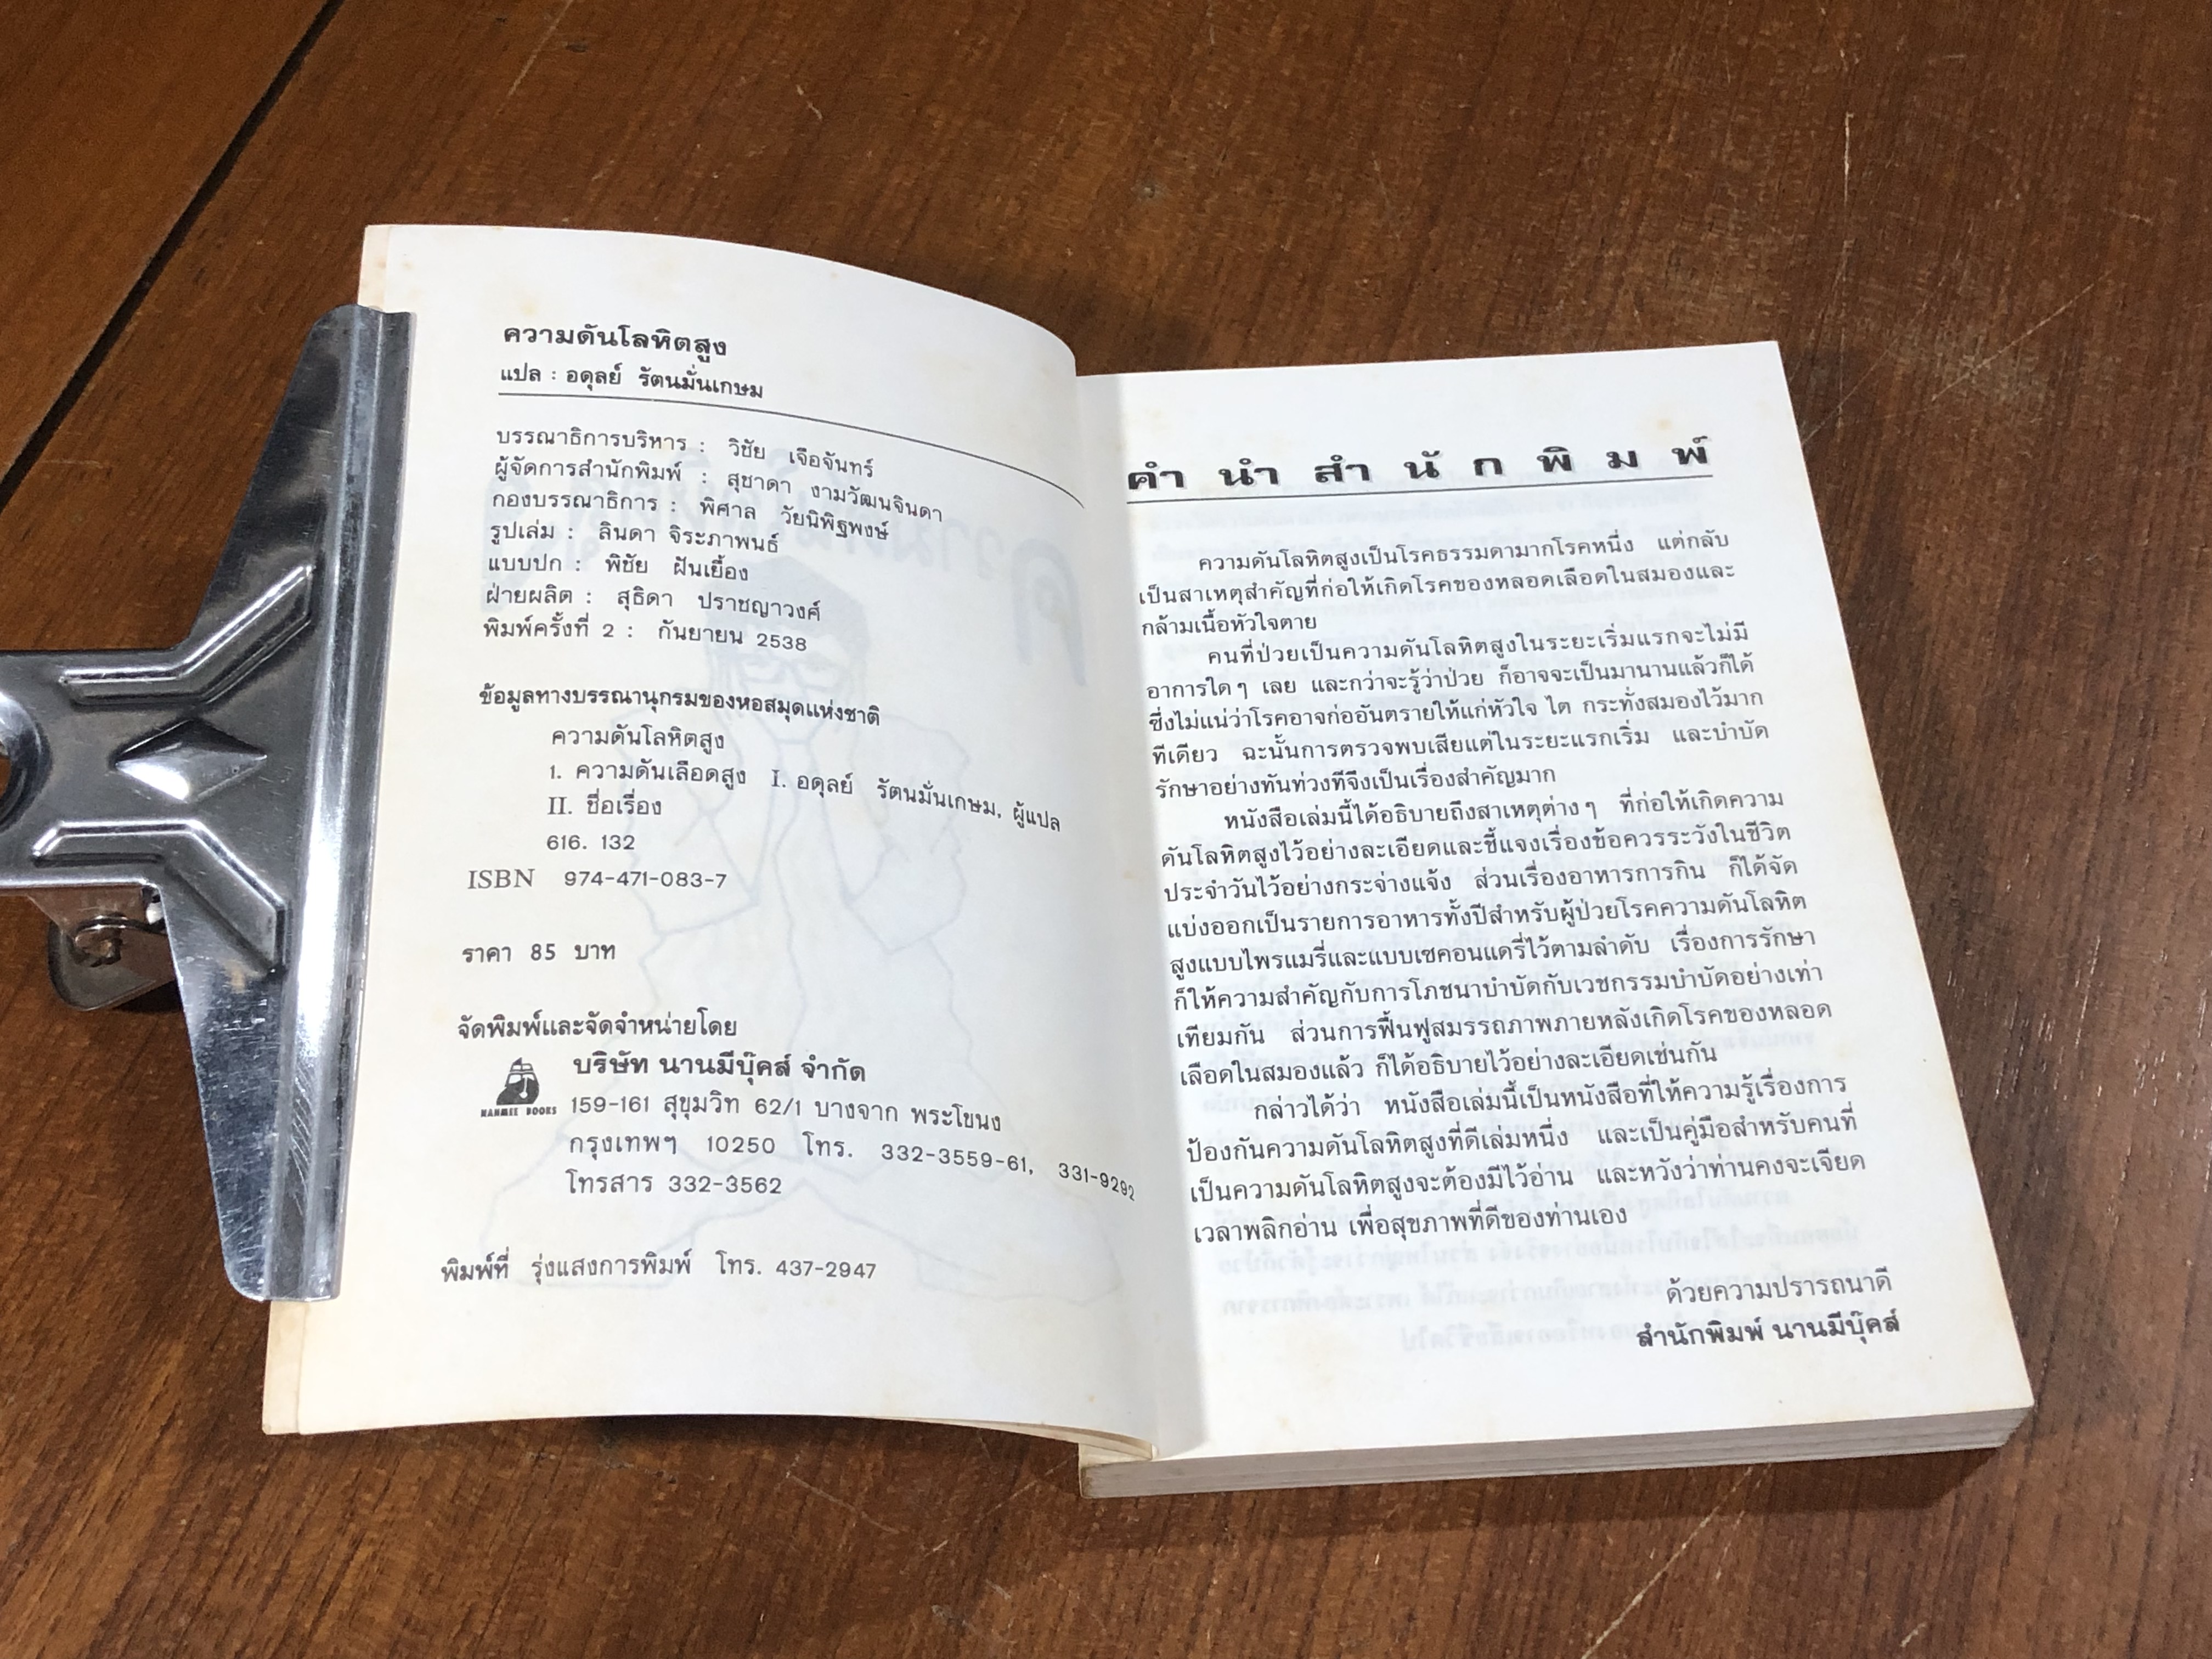 ความดันโลหิตสูง
แปล : อดุลย์ รัตนมั่นเกษม
บรรณาธิการบริหาร : วิชัย เจือจันทร์
ผู้จัดการสำนักพิมพ์ : สุชาดา งามวัฒนจินดา
กองบรรณาธิการ : พิศาล วัยนิพิฐพงษ์
รูปเล่ม : ลินดา จิระภาพนธ์
แบบปก : พิชัย ฝันเยื้อง
ฝ่ายผลิต : สุธิดา ปราชญาวงศ์
พิมพ์ครั้งที่ 2 : กันยายน 2538
ข้อมูลทางบรรณานุกรมของหอสมุดแห่งชาติ
ความดันโลหิตสูง
1. ความดันเลือดสูง I. อดุลย์ รัตนมั่นเกษม, ผู้แปล
II. ชื่อเรื่อง
616. 132
ISBN 974-471-083-7
ราคา 85 บาท
จัดพิมพ์และจัดจำหน่ายโดย
บริษัท นานมีบุ๊คส์ จำกัด
NANMEE BOOKS 159-161 สุขุมวิท 62/1 บางจาก พระโขนง
กรุงเทพฯ 10250 โทร. 332-3559-61, 331-9292
โทรสาร 332-3562
พิมพ์ที่ รุ่งแสงการพิมพ์ โทร. 437-2947
คำนำสำนักพิมพ์
ความดันโลหิตสูงเป็นโรคธรรมดามากโรคหนึ่ง แต่กลับ
เป็นสาเหตุสำคัญที่ก่อให้เกิดโรคของหลอดเลือดในสมองและ
กล้ามเนื้อหัวใจตาย
คนที่ป่วยเป็นความดันโลหิตสูงในระยะเริ่มแรกจะไม่มี
อาการใดๆ เลย และกว่าจะรู้ว่าป่วย ก็อาจจะเป็นมานานแล้วก็ได้
ซึ่งไม่แน่ว่าโรคอาจก่ออันตรายให้แก่หัวใจ ไต กระทั่งสมองไว้มาก
ทีเดียว ฉะนั้นการตรวจพบเสียแต่ในระยะแรกเริ่ม และบำบัด
รักษาอย่างทันท่วงทีจึงเป็นเรื่องสำคัญมาก
หนังสือเล่มนี้ได้อธิบายถึงสาเหตุต่างๆ ที่ก่อให้เกิดความ
ดันโลหิตสูงไว้อย่างละเอียดและชี้แจงเรื่องข้อควรระวังในชีวิต
ประจำวันไว้อย่างกระจ่างแจ้ง ส่วนเรื่องอาหารการกิน ก็ได้จัด
แบ่งออกเป็นรายการอาหารทั้งปีสำหรับผู้ป่วยโรคความดันโลหิต
สูงแบบไพรแมรี่และแบบเซคอนแดรี่ไว้ตามลำดับ เรื่องการรักษา
ก็ให้ความสำคัญกับการโภชนาบำบัดกับเวชกรรมบำบัดอย่างเท่า
เทียมกัน ส่วนการฟื้นฟูสมรรถภาพภายหลังเกิดโรคของหลอด
เลือดในสมองแล้ว ก็ได้อธิบายไว้อย่างละเอียดเช่นกัน
กล่าวได้ว่า หนังสือเล่มนี้เป็นหนังสือที่ให้ความรู้เรื่องการ
ป้องกันความดันโลหิตสูงที่ดีเล่มหนึ่ง และเป็นคู่มือสำหรับคนที่
เป็นความดันโลหิตสูงจะต้องมีไว้อ่าน และหวังว่าท่านคงจะเจียด
เวลาพลิกอ่าน เพื่อสุขภาพที่ดีของท่านเอง
ด้วยความปรารถนาดี
สำนักพิมพ์ นานมีบุ๊คส์